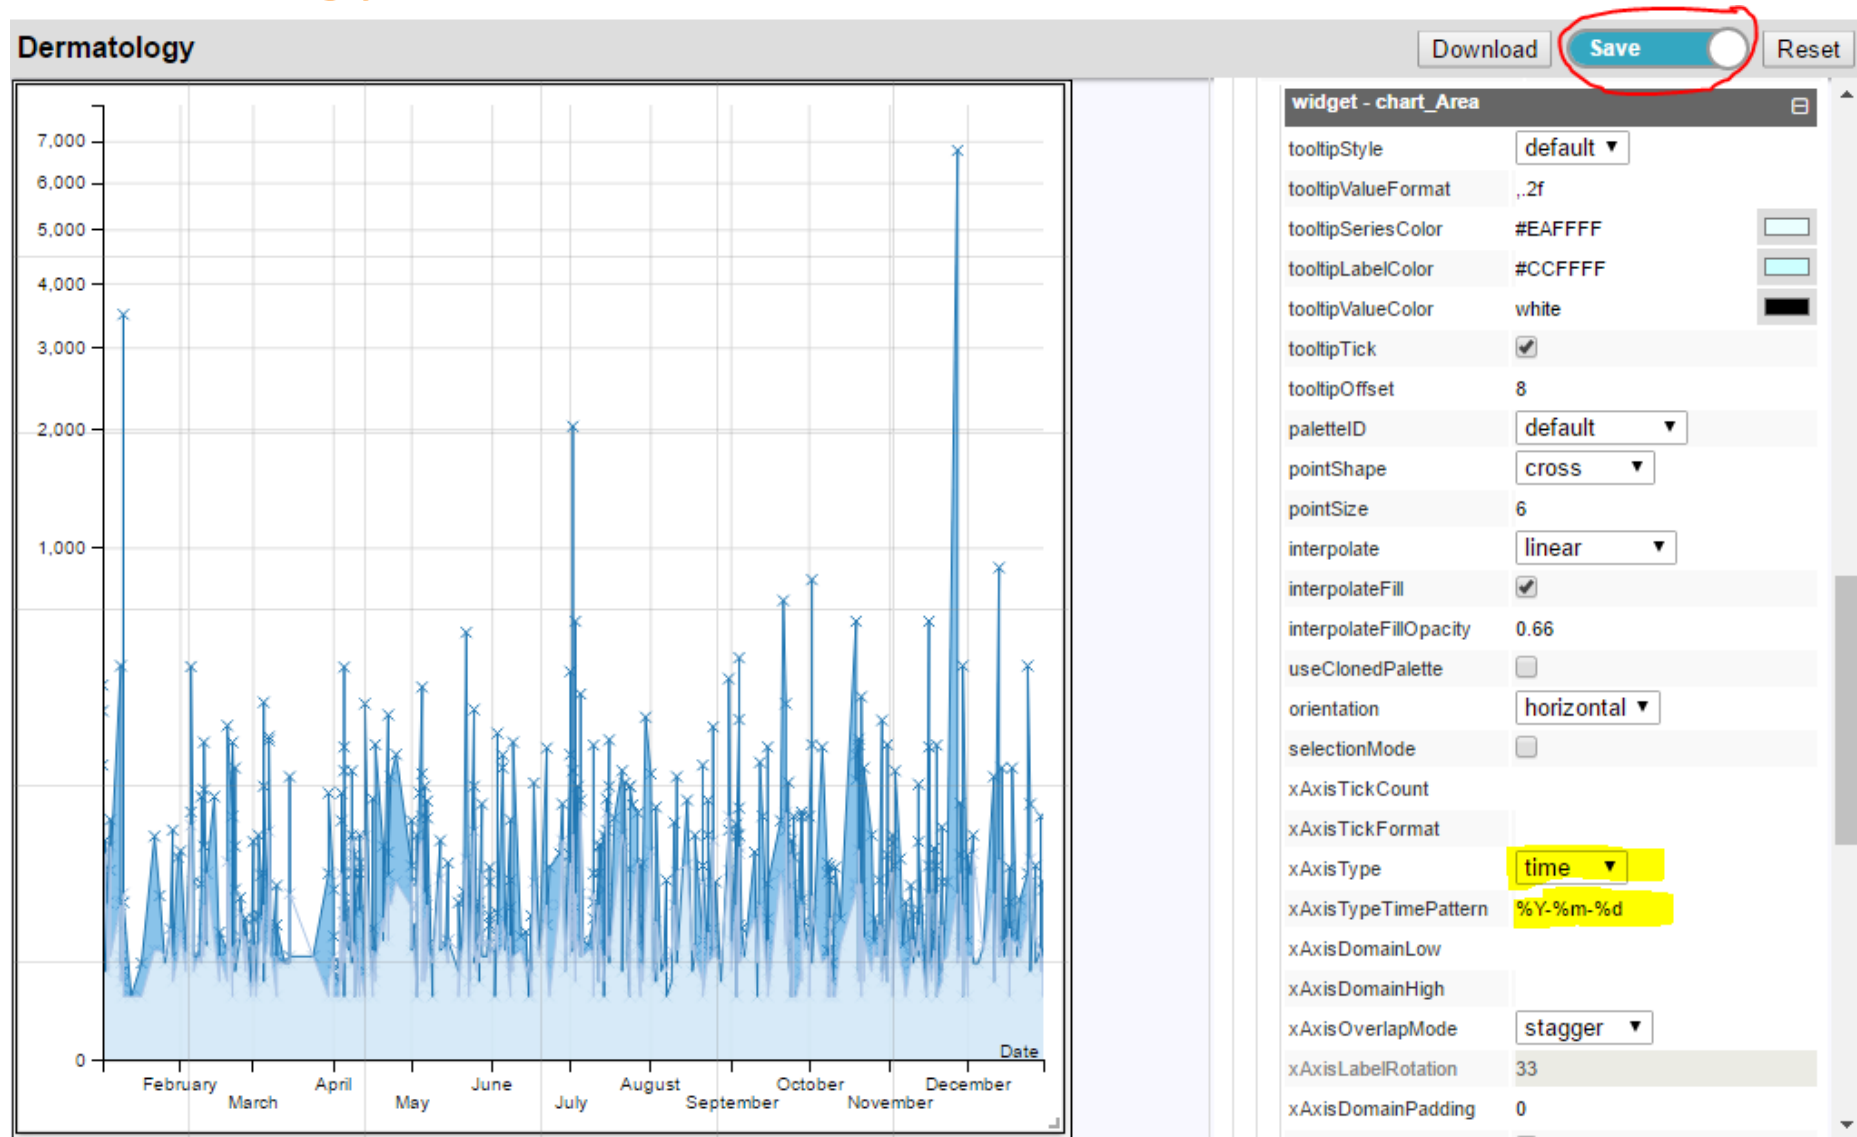 Dermatology
Download
Save
Reset
7,000
6,000
5,000
4,000
3,000
2,000
1,000
0
Date
February
March
April
May
June
July
August
September
October
November
December
widget - chart_Area
tooltipStyle default
tooltipValueFormat ,.2f
tooltipSeriesColor #EAFFFF
tooltipLabelColor #CCFFFF
tooltipValueColor white
tooltipTick
tooltipOffset 8
paletteID default
pointShape cross
pointSize 6
interpolate linear
interpolateFill
interpolateFillOpacity 0.66
useClonedPalette
orientation horizontal
selectionMode
xAxisTickCount
xAxisTickFormat
xAxisType time
xAxisTypeTimePattern %Y-%m-%d
xAxisDomainLow
xAxisDomainHigh
xAxisOverlapMode stagger
xAxisLabelRotation 33
xAxisDomainPadding 0